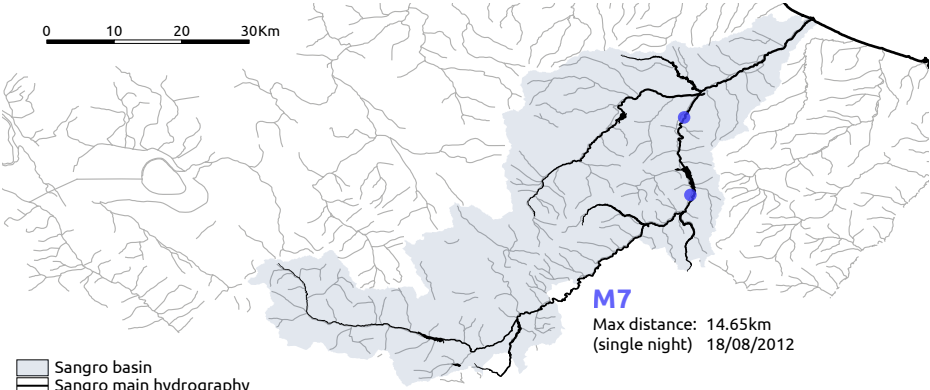 0 10 20 30Km
M7
Max distance: 14.65km
(single night) 18/08/2012
Sangro basin
Sangro main hydrography